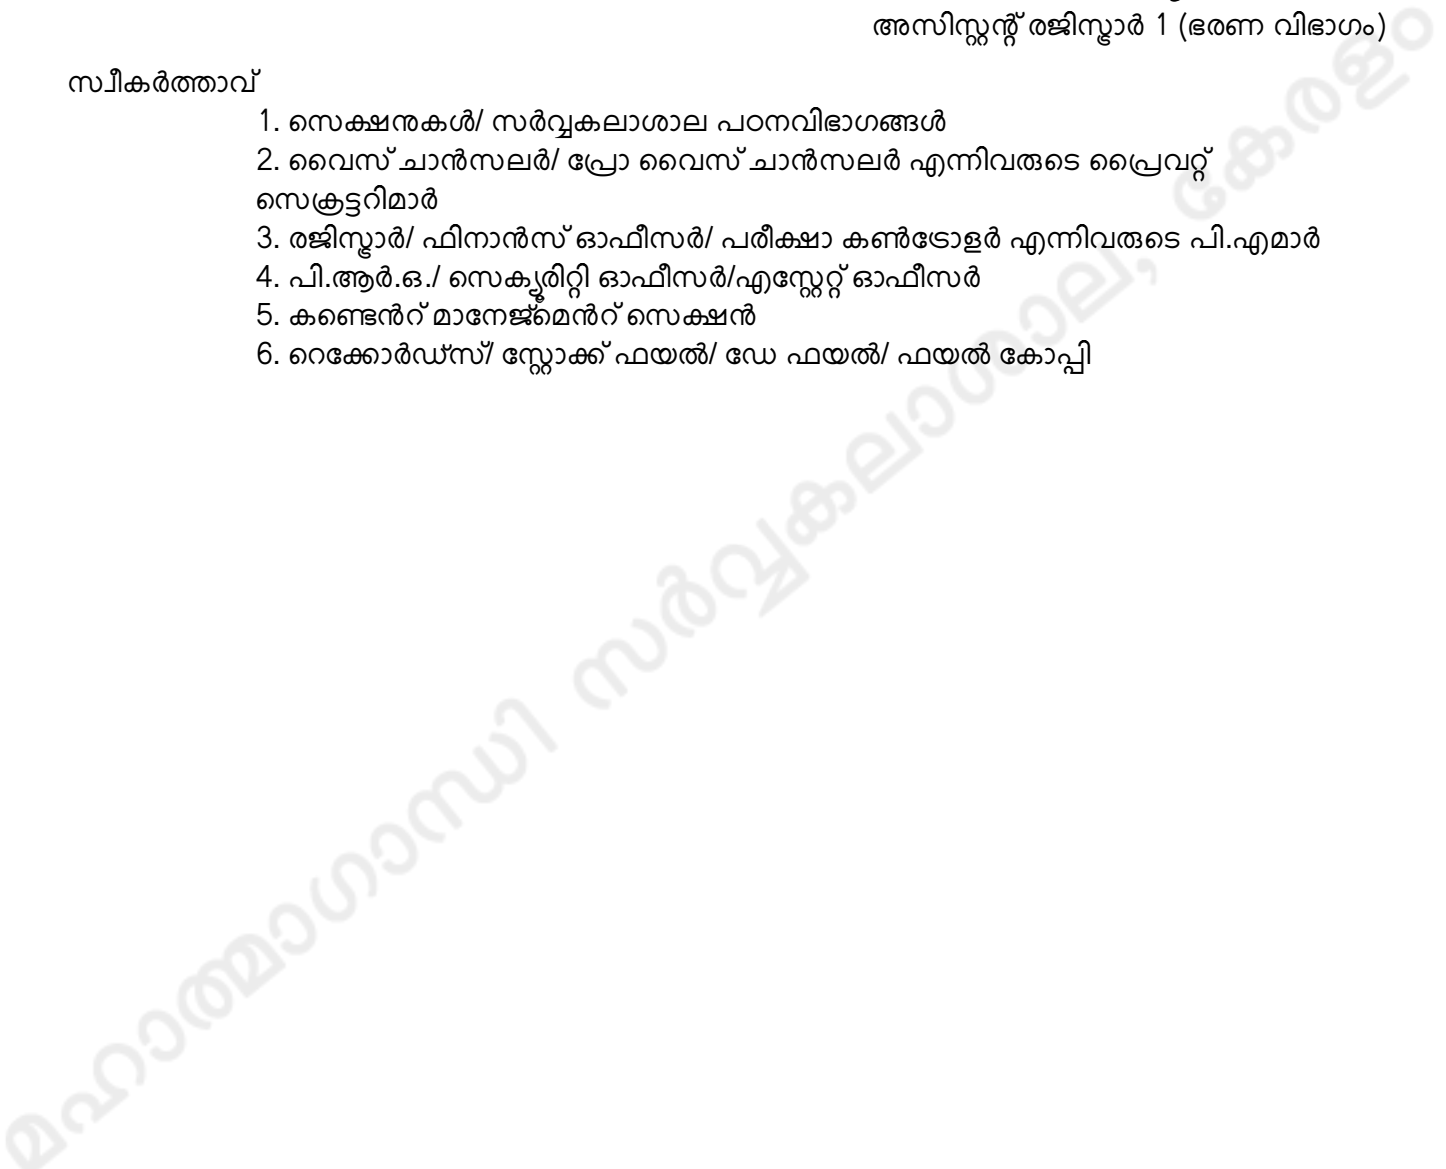 അസിസ്റ്റന്റ് രജിസ്ട്രാർ 1 (ഭരണ വിഭാഗം)
സ്വീകർത്താവ്
1. സെക്ഷനുകൾ/ സർവ്വകലാശാല പഠനവിഭാഗങ്ങൾ
2. വൈസ് ചാൻസലർ/ പ്രോ വൈസ് ചാൻസലർ എന്നിവരുടെ പ്രൈവറ്റ്
സെക്രട്ടറിമാർ
3. രജിസ്ട്രാർ/ ഫിനാൻസ് ഓഫീസർ/ പരീക്ഷാ കൺട്രോളർ എന്നിവരുടെ പി.എമാർ
4. പി.ആർ.ഒ./ സെക്യൂരിറ്റി ഓഫീസർ/എസ്റ്റേറ്റ് ഓഫീസർ
5. കണ്ടെൻറ് മാനേജ്മെൻറ് സെക്ഷൻ
6. റെക്കോർഡ്സ്/ സ്റ്റോക്ക് ഫയൽ/ ഡേ ഫയൽ/ ഫയൽ കോപ്പി
മഹാത്മാഗാന്ധി സർവ്വകലാശാല, കേരളം